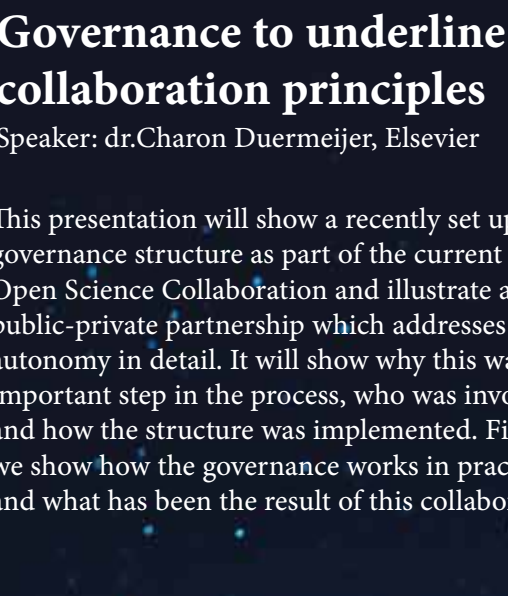 Governance to underline
collaboration principles
Speaker: dr.Charon Duermeijer, Elsevier
This presentation will show a recently set up
governance structure as part of the current
Open Science Collaboration and illustrate a
public-private partnership which addresses
autonomy in detail. It will show why this wa
important step in the process, who was invo
and how the structure was implemented. Fi
we show how the governance works in prac
and what has been the result of this collabo